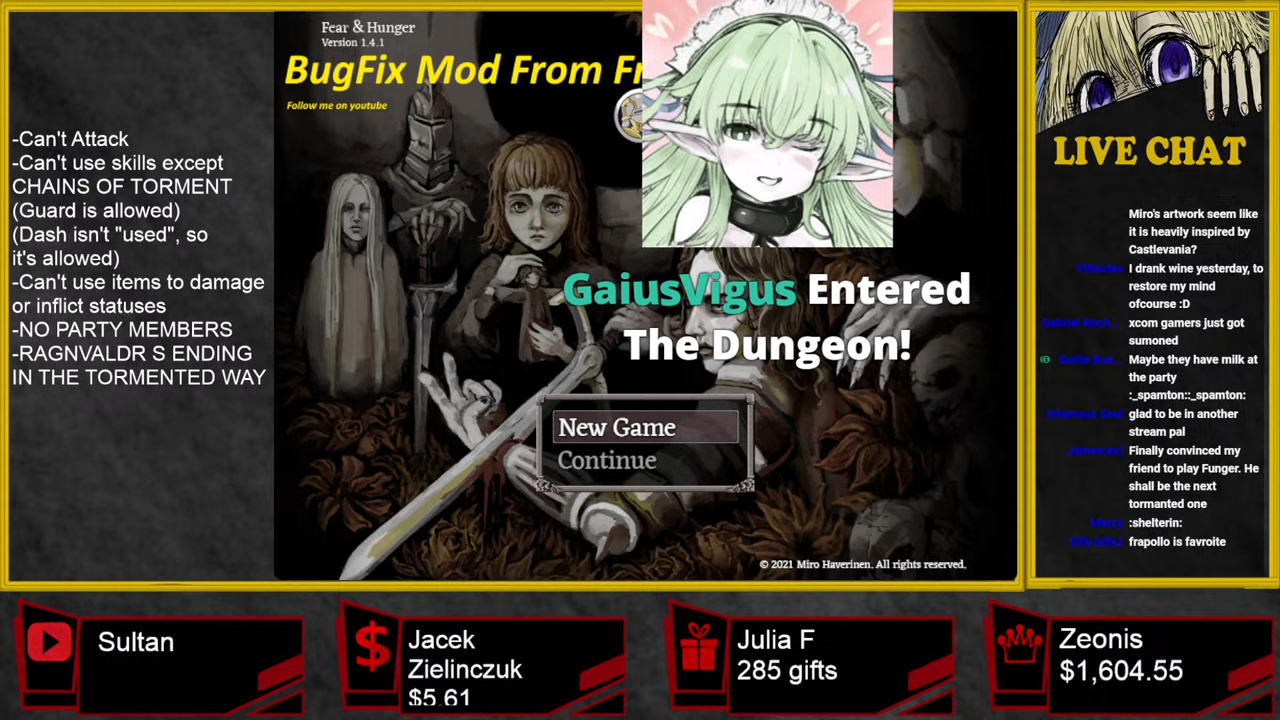 -Can't Attack
-Can't use skills except
CHAINS OF TORMENT
(Guard is allowed)
(Dash isn't "used", so
it's allowed)
-Can't use items to damage
or inflict statuses
-NO PARTY MEMBERS
-RAGNVALDR S ENDING
IN THE TORMENTED WAY
Fear & Hunger
Version 1.4.1
BugFix Mod From Fr
Follow me on youtube
GaiusVigus Entered
The Dungeon!
New Game
Continue
© 2021 Miro Haverinen. All rights reserved.
LIVE CHAT
Miro's artwork seem like
it is heavily inspired by
Castlevania?
I drank wine yesterday, to
restore my mind
ofcourse :D
xcom gamers just got
sumoned
Maybe they have milk at
the party
:_spamton::_spamton:
glad to be in another
stream pal
Finally convinced my
friend to play Funger. He
shall be the next
tormanted one
Mercy :shelterin:
frapollo is favroite
Sultan
Jacek
Zielinczuk
$5.61
Julia F
285 gifts
Zeonis
$1,604.55